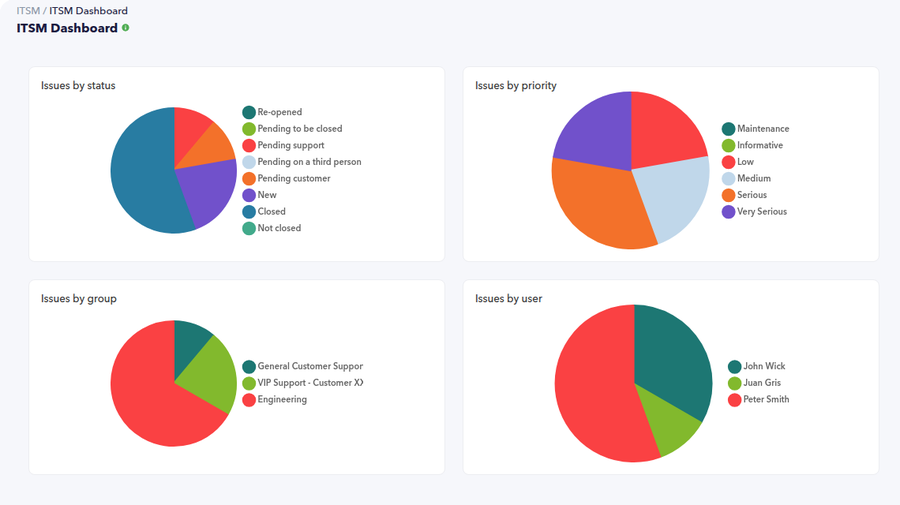 ITSM / ITSM Dashboard
ITSM Dashboard
Issues by status
Re-opened
Pending to be closed
Pending support
Pending on a third person
Pending customer
New
Closed
Not closed
Issues by priority
Maintenance
Informative
Low
Medium
Serious
Very Serious
Issues by group
General Customer Suppor
VIP Support - Customer X
Engineering
Issues by user
John Wick
Juan Gris
Peter Smith